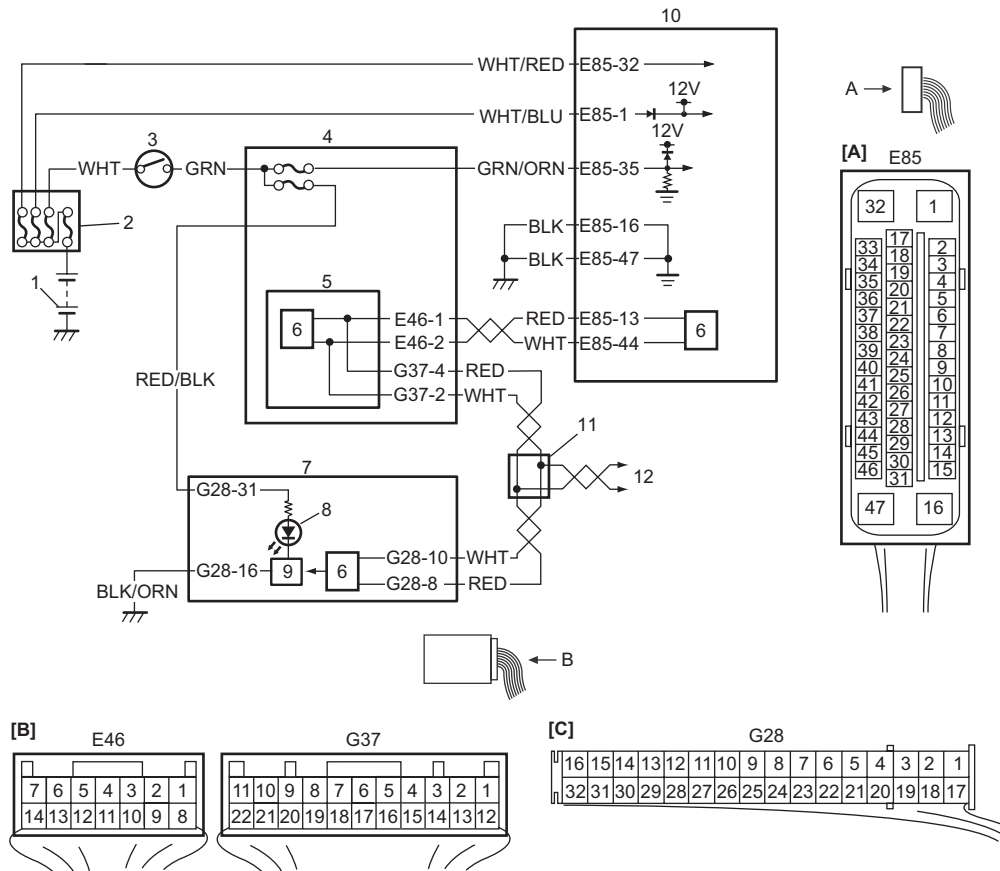 10
WHT/RED E85-32
12V
WHT/BLU E85-1
12V
3
4
WHT GRN
GRN/ORN E85-35
2
BLK E85-16
BLK E85-47
1
5
6
E46-1 RED E85-13
6
E46-2 WHT E85-44
G37-4 RED
G37-2 WHT
RED/BLK
11
12
7
G28-31
8
G28-10 WHT
G28-16 9 6
G28-8 RED
BLK/ORN
A
[A] E85
32 1
17
33 2
18
34 3
19
35 4
20
36 5
21
37 6
22
38 7
23
39 8
24
40 9
25
41 10
26
42 11
27
43 12
28
44 13
29
45 14
30
46 15
31
47 16
B
[B] E46
7 6 5 4 3 2 1
14 13 12 11 10 9 8
G37
11 10 9 8 7 6 5 4 3 2 1
22 21 20 19 18 17 16 15 14 13 12
[C] G28
16 15 14 13 12 11 10 9 8 7 6 5 4 3 2 1
32 31 30 29 28 27 26 25 24 23 22 21 20 19 18 17